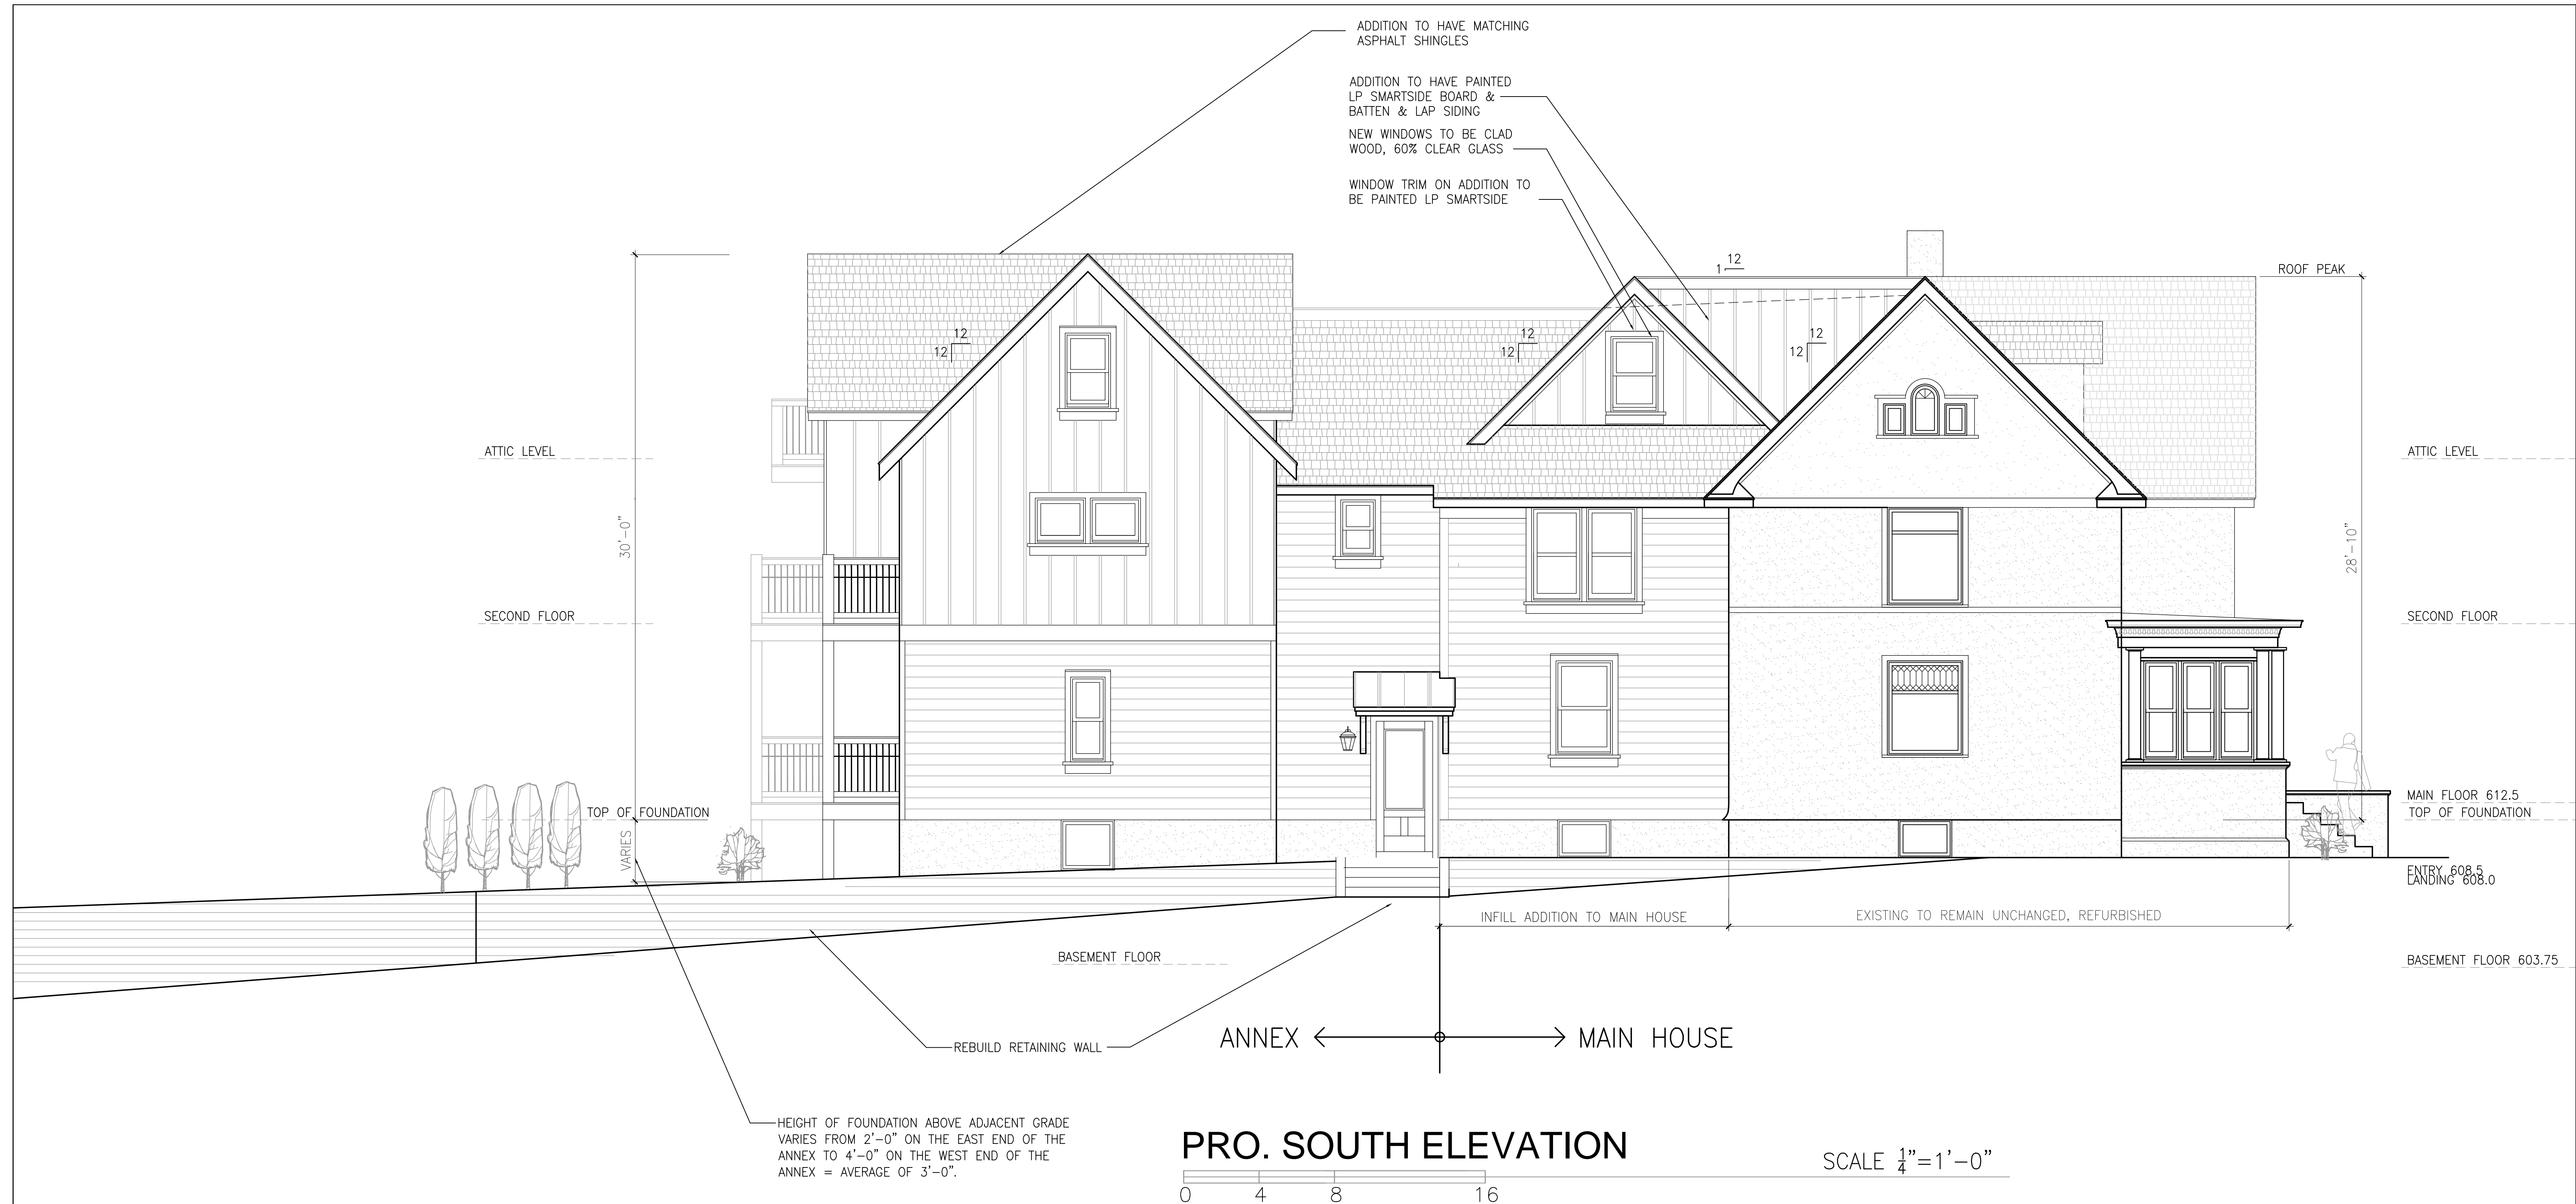 ADDITION TO HAVE MATCHING
ASPHALT SHINGLES
ADDITION TO HAVE PAINTED
LP SMARTSIDE BOARD &
BATTEN & LAP SIDING
NEW WINDOWS TO BE CLAD
WOOD, 60% CLEAR GLASS
WINDOW TRIM ON ADDITION TO
BE PAINTED LP SMARTSIDE
12
1
ROOF PEAK
12
12
12
12
12
12
ATTIC LEVEL
ATTIC LEVEL
30'-0"
28'-10"
SECOND FLOOR
SECOND FLOOR
MAIN FLOOR 612.5
TOP OF FOUNDATION
TOP OF FOUNDATION
VARIES
ENTRY 608.5
LANDING 608.0
INFILL ADDITION TO MAIN HOUSE
EXISTING TO REMAIN UNCHANGED, REFURBISHED
BASEMENT FLOOR
BASEMENT FLOOR 603.75
ANNEX
MAIN HOUSE
REBUILD RETAINING WALL
HEIGHT OF FOUNDATION ABOVE ADJACENT GRADE
VARIES FROM 2'-0" ON THE EAST END OF THE
ANNEX TO 4'-0" ON THE WEST END OF THE
ANNEX = AVERAGE OF 3'-0".
PRO. SOUTH ELEVATION
SCALE 1/4"=1'-0"
0 4 8 16